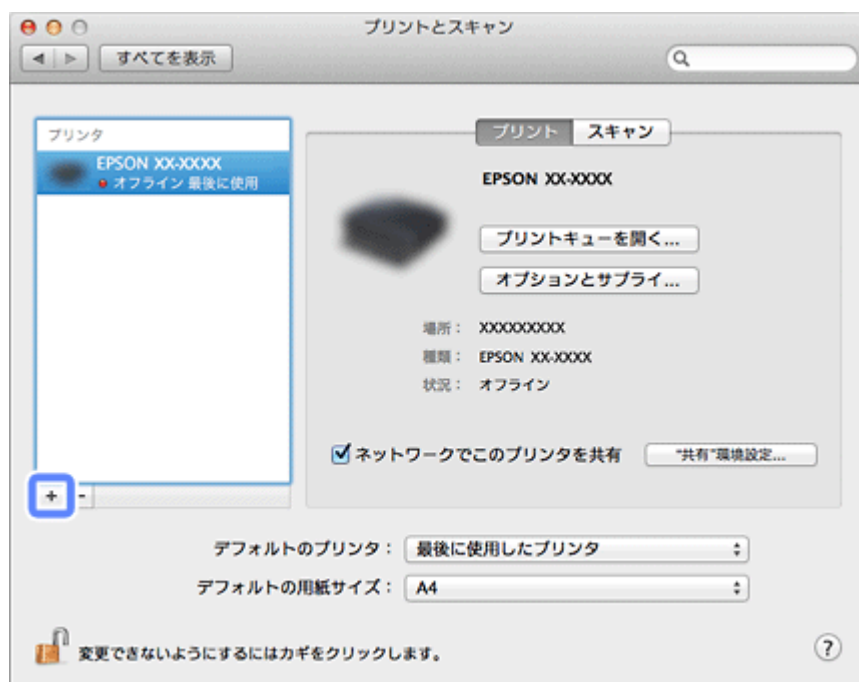 プリントとスキャン
すべてを表示
プリンタ
EPSON XX-XXXX
オフライン 最後に使用
プリント スキャン
EPSON XX-XXXX
プリントキューを開く...
オプションとサプライ...
場所： XXXXXXXXX
種類： EPSON XX-XXXX
状況： オフライン
ネットワークでこのプリンタを共有 "共有"環境設定...
+ -
デフォルトのプリンタ： 最後に使用したプリンタ
デフォルトの用紙サイズ： A4
変更できないようにするにはカギをクリックします。 ?